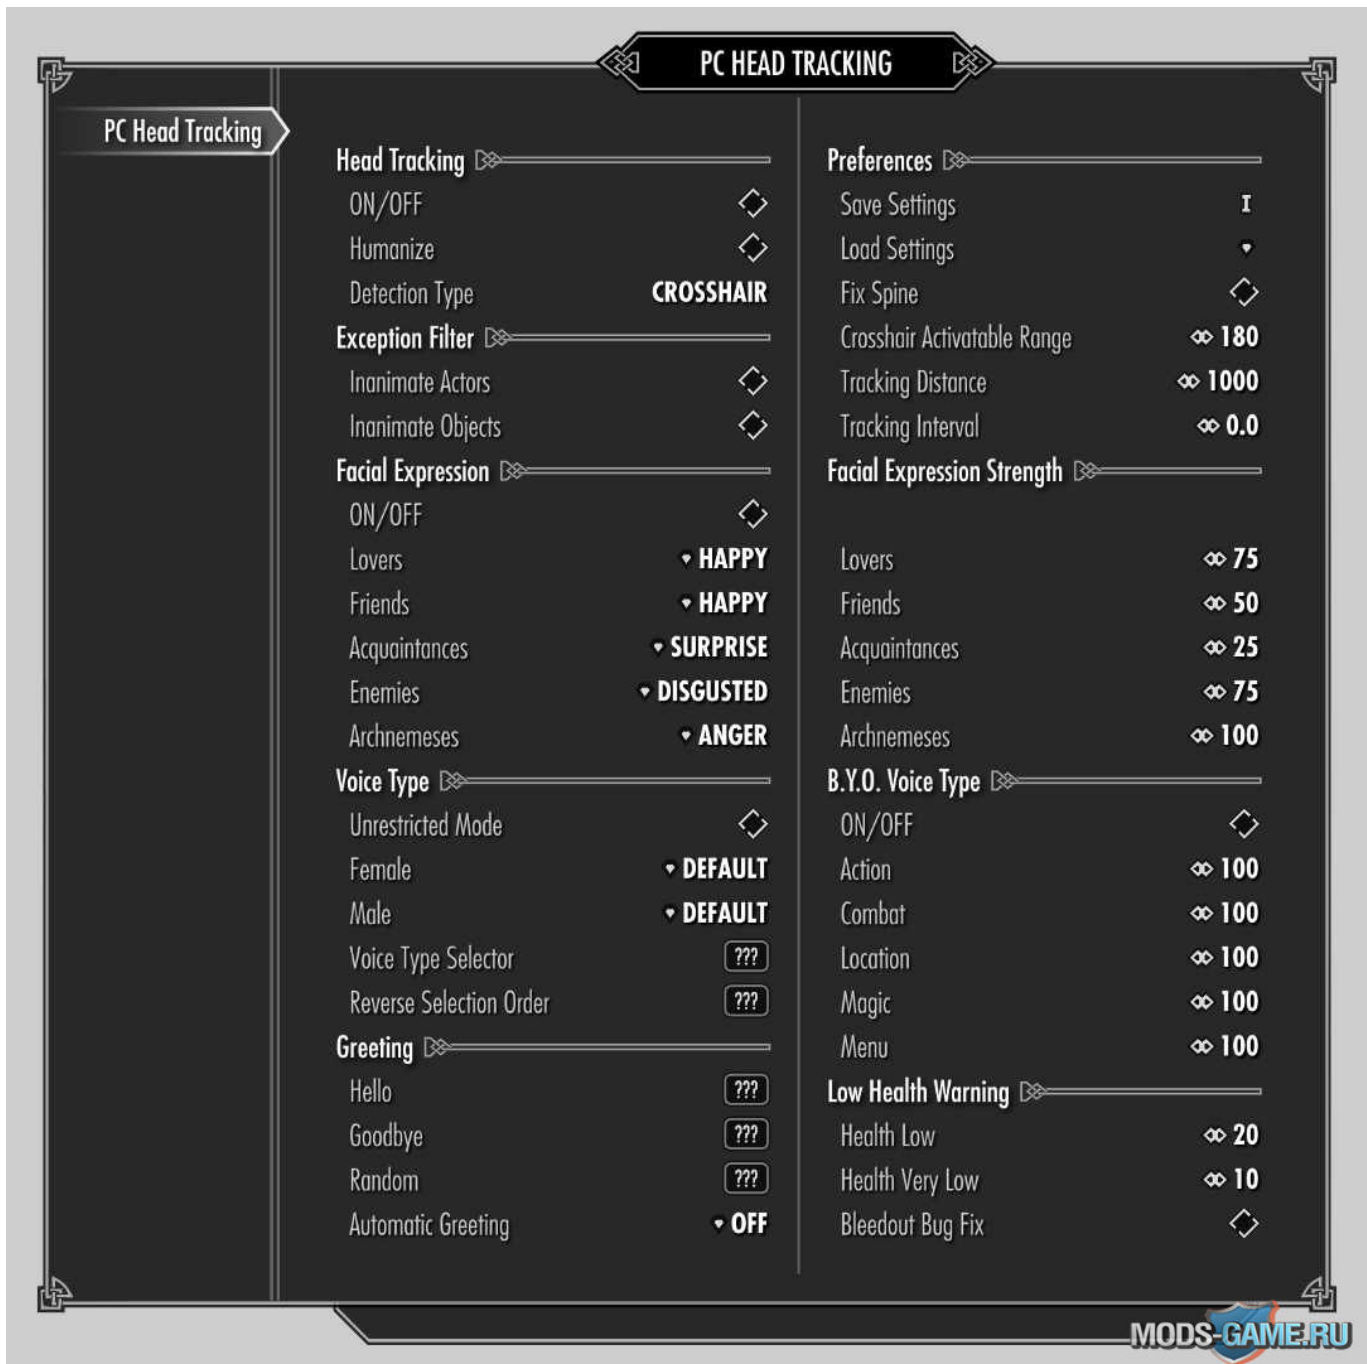 PC HEAD TRACKING
PC Head Tracking
Head Tracking
ON/OFF
Humanize
Detection Type CROSSHAIR
Exception Filter
Inanimate Actors
Inanimate Objects
Facial Expression
ON/OFF
Lovers HAPPY
Friends HAPPY
Acquaintances SURPRISE
Enemies DISGUSTED
Archnemeses ANGER
Voice Type
Unrestricted Mode
Female DEFAULT
Male DEFAULT
Voice Type Selector ???
Reverse Selection Order ???
Greeting
Hello ???
Goodbye ???
Random ???
Automatic Greeting OFF
Preferences
Save Settings I
Load Settings
Fix Spine
Crosshair Activatable Range 180
Tracking Distance 1000
Tracking Interval 0.0
Facial Expression Strength
Lovers 75
Friends 50
Acquaintances 25
Enemies 75
Archnemeses 100
B.Y.O. Voice Type
ON/OFF
Action 100
Combat 100
Location 100
Magic 100
Menu 100
Low Health Warning
Health Low 20
Health Very Low 10
Bleedout Bug Fix
MODS-GAME.RU